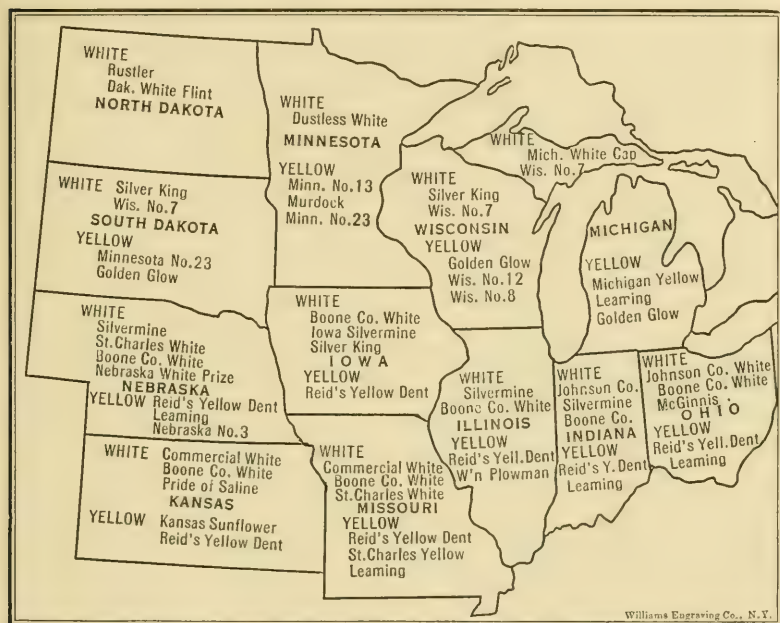 WHITE
Rustler
Dak. White Flint
NORTH DAKOTA
WHITE
Dustless White
MINNESOTA
YELLOW
Minn. No.13
Murdock
Minn. No.23
WHITE
Mich. White Cap
Wis. No.7
WHITE Silver King
Wis. No.7
SOUTH DAKOTA
YELLOW
Minnesota No.23
Golden Glow
WHITE
Silver King
Wis. No.7
WISCONSIN
YELLOW
Golden Glow
Wis. No.12
Wis. No.8
MICHIGAN
YELLOW
Michigan Yellow
Leaming
Golden Glow
WHITE
Silvermine
St.Charles White
Boone Co. White
Nebraska White Prize
NEBRASKA
YELLOW Reid's Yellow Dent
Leaming
Nebraska No.3
WHITE
Boone Co. White
Iowa Silvermine
Silver King
IOWA
YELLOW
Reid's Yellow Dent
WHITE
Silvermine
Boone Co. White
ILLINOIS
YELLOW
Reid's Yell.Dent
W'n Plowman
WHITE
Johnson Co.
Silvermine
Boone Co.
INDIANA
YELLOW
Reid's Y. Dent
Leaming
WHITE
Johnson Co. White
Boone Co. White
McGinnis.
OHIO
YELLOW
Reid's Yell. Dent
Leaming
WHITE Commercial White
Boone Co. White
Pride of Saline
KANSAS
YELLOW Kansas Sunflower
Reid's Yellow Dent
WHITE
Commercial White
Boone Co. White
St.Charles White
MISSOURI
YELLOW
Reid's Yellow Dent
St.Charles Yellow
Leaming
Williams Engraving Co., N.Y.